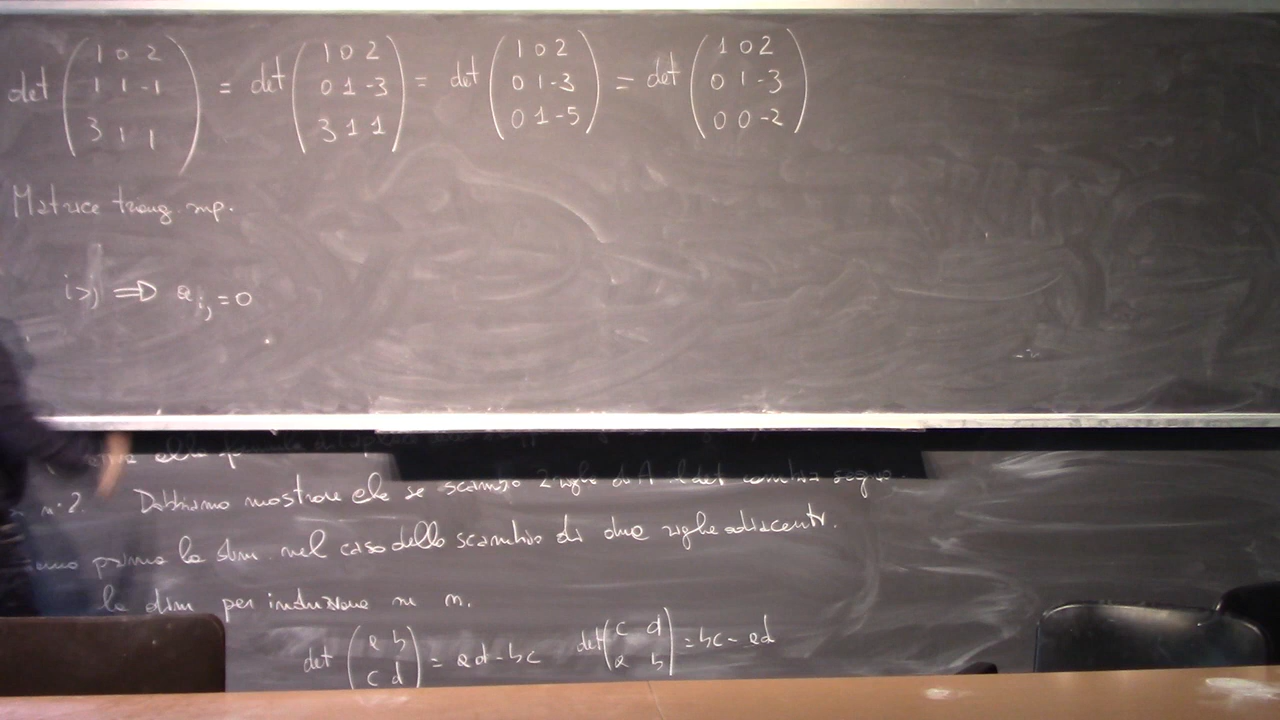 det ( 1 0 2 ; 1 1 -1 ; 3 1 1 ) = det ( 1 0 2 ; 0 1 -3 ; 3 1 1 ) = det ( 1 0 2 ; 0 1 -3 ; 0 1 -5 ) = det ( 1 0 2 ; 0 1 -3 ; 0 0 -2 )
Matrice triang. sup.
i>j ⇒ a_ij = 0
n°2. Dobbiamo mostrare che se scambio 2 righe di A il det cambia segno
prima la dim. nel caso dello scambio di due righe adiacenti.
la dim per induzione su n.
det ( a b ; c d ) = ad - bc det ( c d ; a b ) = bc - ad